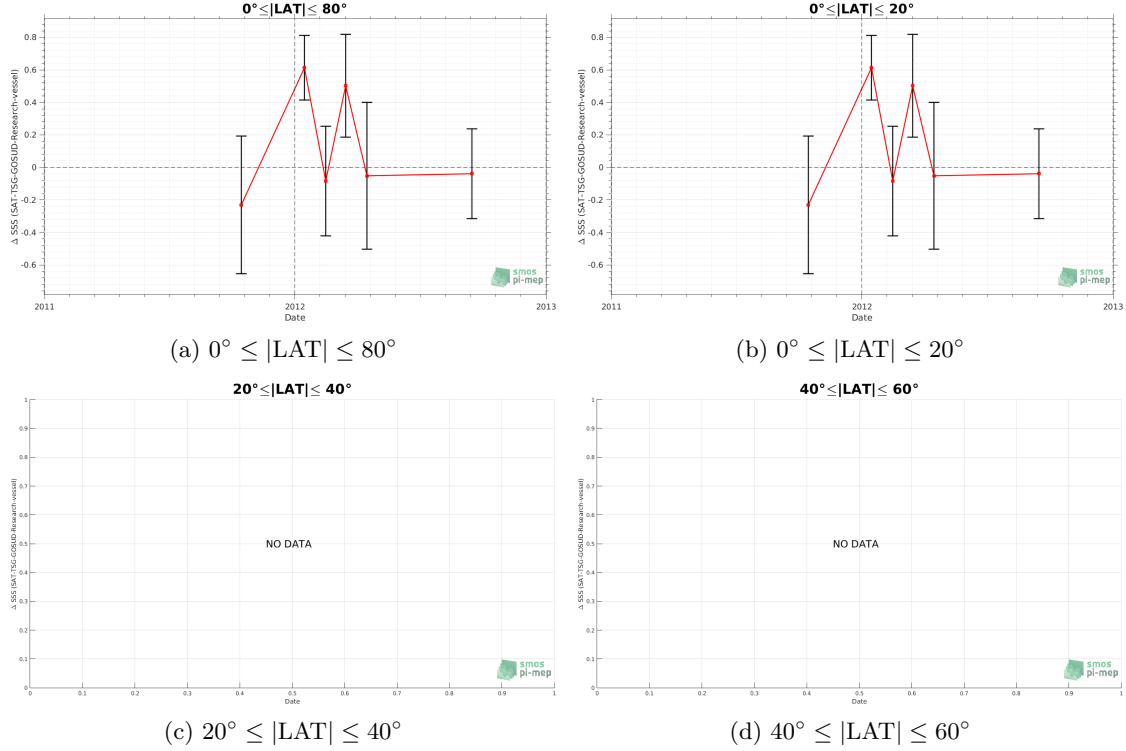 0°≤|LAT|≤ 80°
Δ SSS (SAT-TSG-GOSUD-Research-vessel)
0.8
0.6
0.4
0.2
0
-0.2
-0.4
-0.6
2011
2012
2013
Date
smos
pi-mep
(a) 0° ≤ |LAT| ≤ 80°
0°≤|LAT|≤ 20°
Δ SSS (SAT-TSG-GOSUD-Research-vessel)
0.8
0.6
0.4
0.2
0
-0.2
-0.4
-0.6
2011
2012
2013
Date
smos
pi-mep
(b) 0° ≤ |LAT| ≤ 20°
20°≤|LAT|≤ 40°
Δ SSS (SAT-TSG-GOSUD-Research-vessel)
1
0.9
0.8
0.7
0.6
0.5
0.4
0.3
0.2
0.1
0
NO DATA
0 0.1 0.2 0.3 0.4 0.5 0.6 0.7 0.8 0.9 1
Date
smos
pi-mep
(c) 20° ≤ |LAT| ≤ 40°
40°≤|LAT|≤ 60°
Δ SSS (SAT-TSG-GOSUD-Research-vessel)
1
0.9
0.8
0.7
0.6
0.5
0.4
0.3
0.2
0.1
0
NO DATA
0 0.1 0.2 0.3 0.4 0.5 0.6 0.7 0.8 0.9 1
Date
smos
pi-mep
(d) 40° ≤ |LAT| ≤ 60°